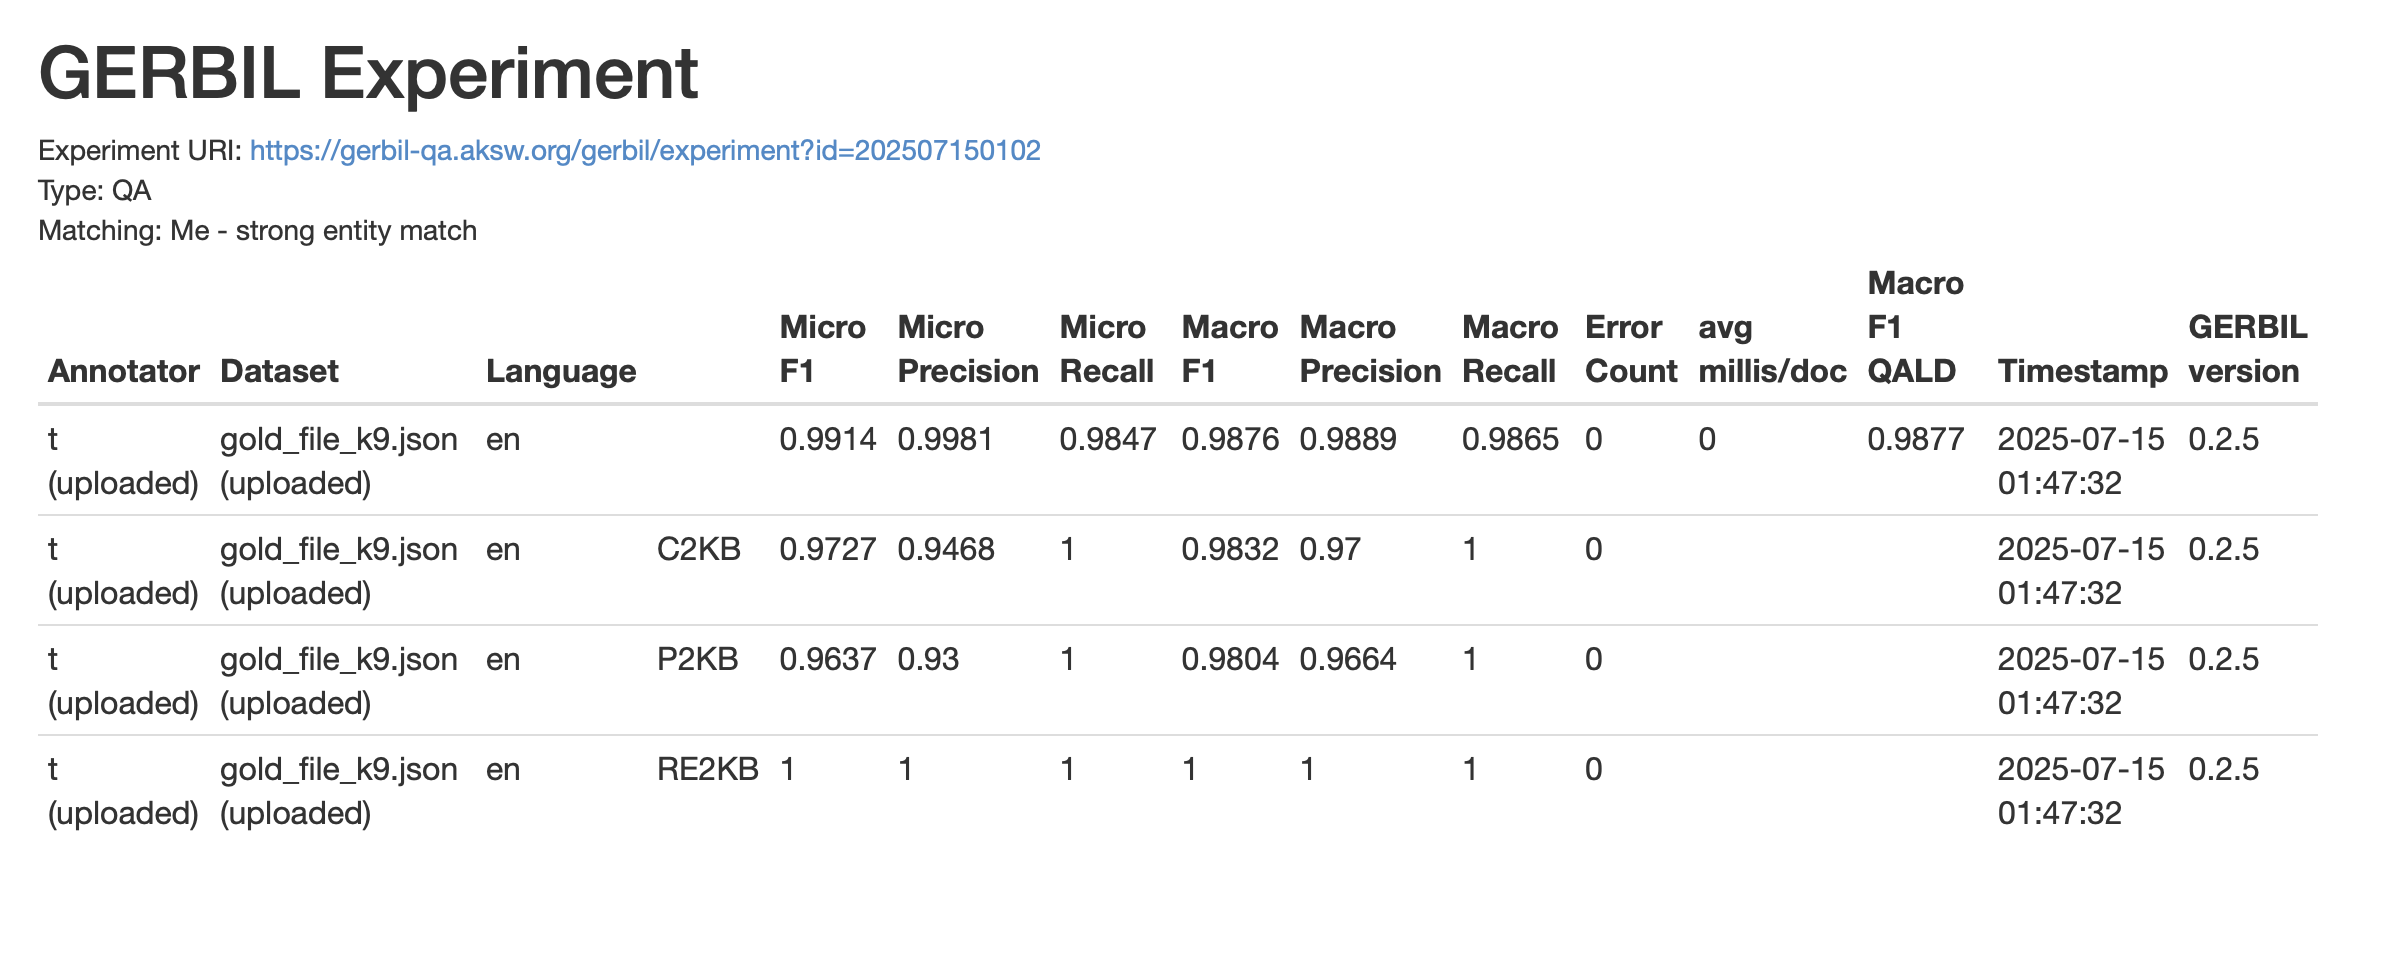 GERBIL Experiment
Experiment URI: https://gerbil-qa.aksw.org/gerbil/experiment?id=202507150102
Type: QA
Matching: Me - strong entity match
Annotator Dataset Language Micro F1 Micro Precision Micro Recall Macro F1 Macro Precision Macro Recall Error Count avg millis/doc Macro F1 QALD Timestamp GERBIL version
t (uploaded) gold_file_k9.json (uploaded) en 0.9914 0.9981 0.9847 0.9876 0.9889 0.9865 0 0 0.9877 2025-07-15 01:47:32 0.2.5
t (uploaded) gold_file_k9.json (uploaded) en C2KB 0.9727 0.9468 1 0.9832 0.97 1 0 2025-07-15 01:47:32 0.2.5
t (uploaded) gold_file_k9.json (uploaded) en P2KB 0.9637 0.93 1 0.9804 0.9664 1 0 2025-07-15 01:47:32 0.2.5
t (uploaded) gold_file_k9.json (uploaded) en RE2KB 1 1 1 1 1 1 0 2025-07-15 01:47:32 0.2.5